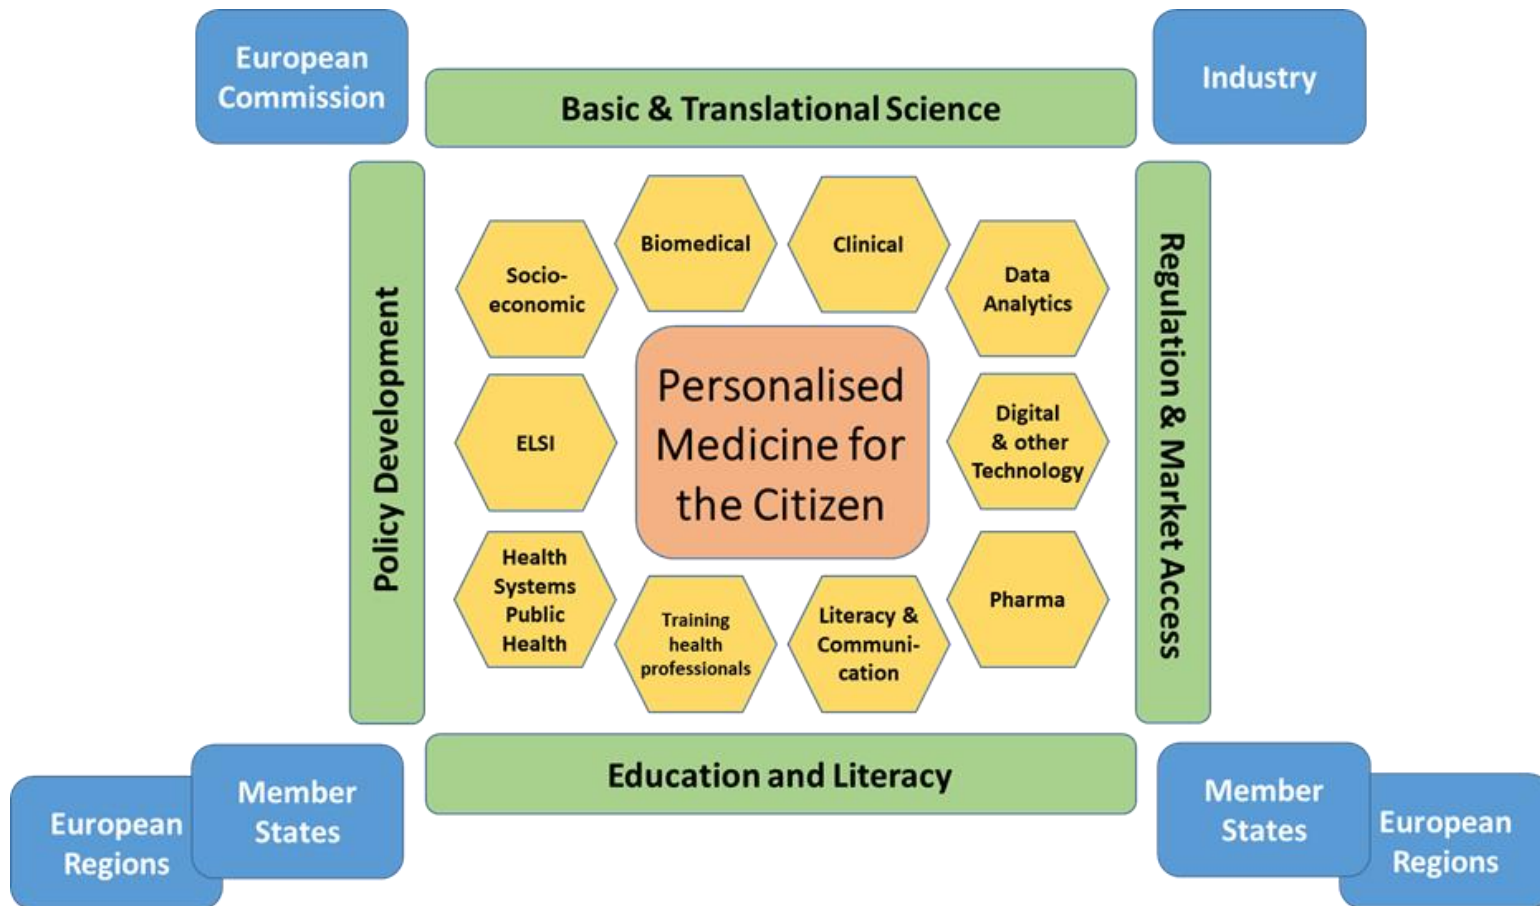 European
Commission
Industry
Basic & Translational Science
Policy Development
Regulation & Market Access
Socio-
economic
Biomedical
Clinical
Data
Analytics
ELSI
Personalised
Medicine for
the Citizen
Digital
& other
Technology
Health
Systems
Public
Health
Training
health
professionals
Literacy &
Communi-
cation
Pharma
Education and Literacy
European
Regions
Member
States
Member
States
European
Regions